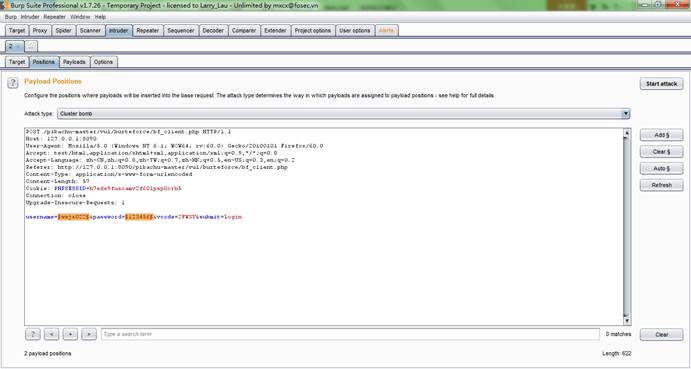 Burp Suite Professional v1.7.26 - Temporary Project - licensed to Larry_Lau - Unlimited by mxcx@fosec.vn
Burp Intruder Repeater Window Help
Target Proxy Spider Scanner Intruder Repeater Sequencer Decoder Comparer Extender Project options User options Alerts
2 × ...
Target Positions Payloads Options
? Payload Positions Start attack
Configure the positions where payloads will be inserted into the base request. The attack type determines the way in which payloads are assigned to payload positions - see help for full details.
Attack type: Cluster bomb
POST /pikachu-master/vul/burteforce/bf_client.php HTTP/1.1
Host: 127.0.0.1:8090
User-Agent: Mozilla/5.0 (Windows NT 6.1; WOW64; rv:60.0) Gecko/20100101 Firefox/60.0
Accept: text/html,application/xhtml+xml,application/xml;q=0.9,*/*;q=0.8
Accept-Language: zh-CN,zh;q=0.8,zh-TW;q=0.7,zh-HK;q=0.5,en-US;q=0.3,en;q=0.2
Referer: http://127.0.0.1:8090/pikachu-master/vul/burteforce/bf_client.php
Content-Type: application/x-www-form-urlencoded
Content-Length: 57
Cookie:
Connection: close
Upgrade-Insecure-Requests: 1
&password=§123456§&vcode=2FWSV&submit=Login
Add §
Clear §
Auto §
Refresh
? < + > Type a search term 0 matches Clear
2 payload positions Length: 622